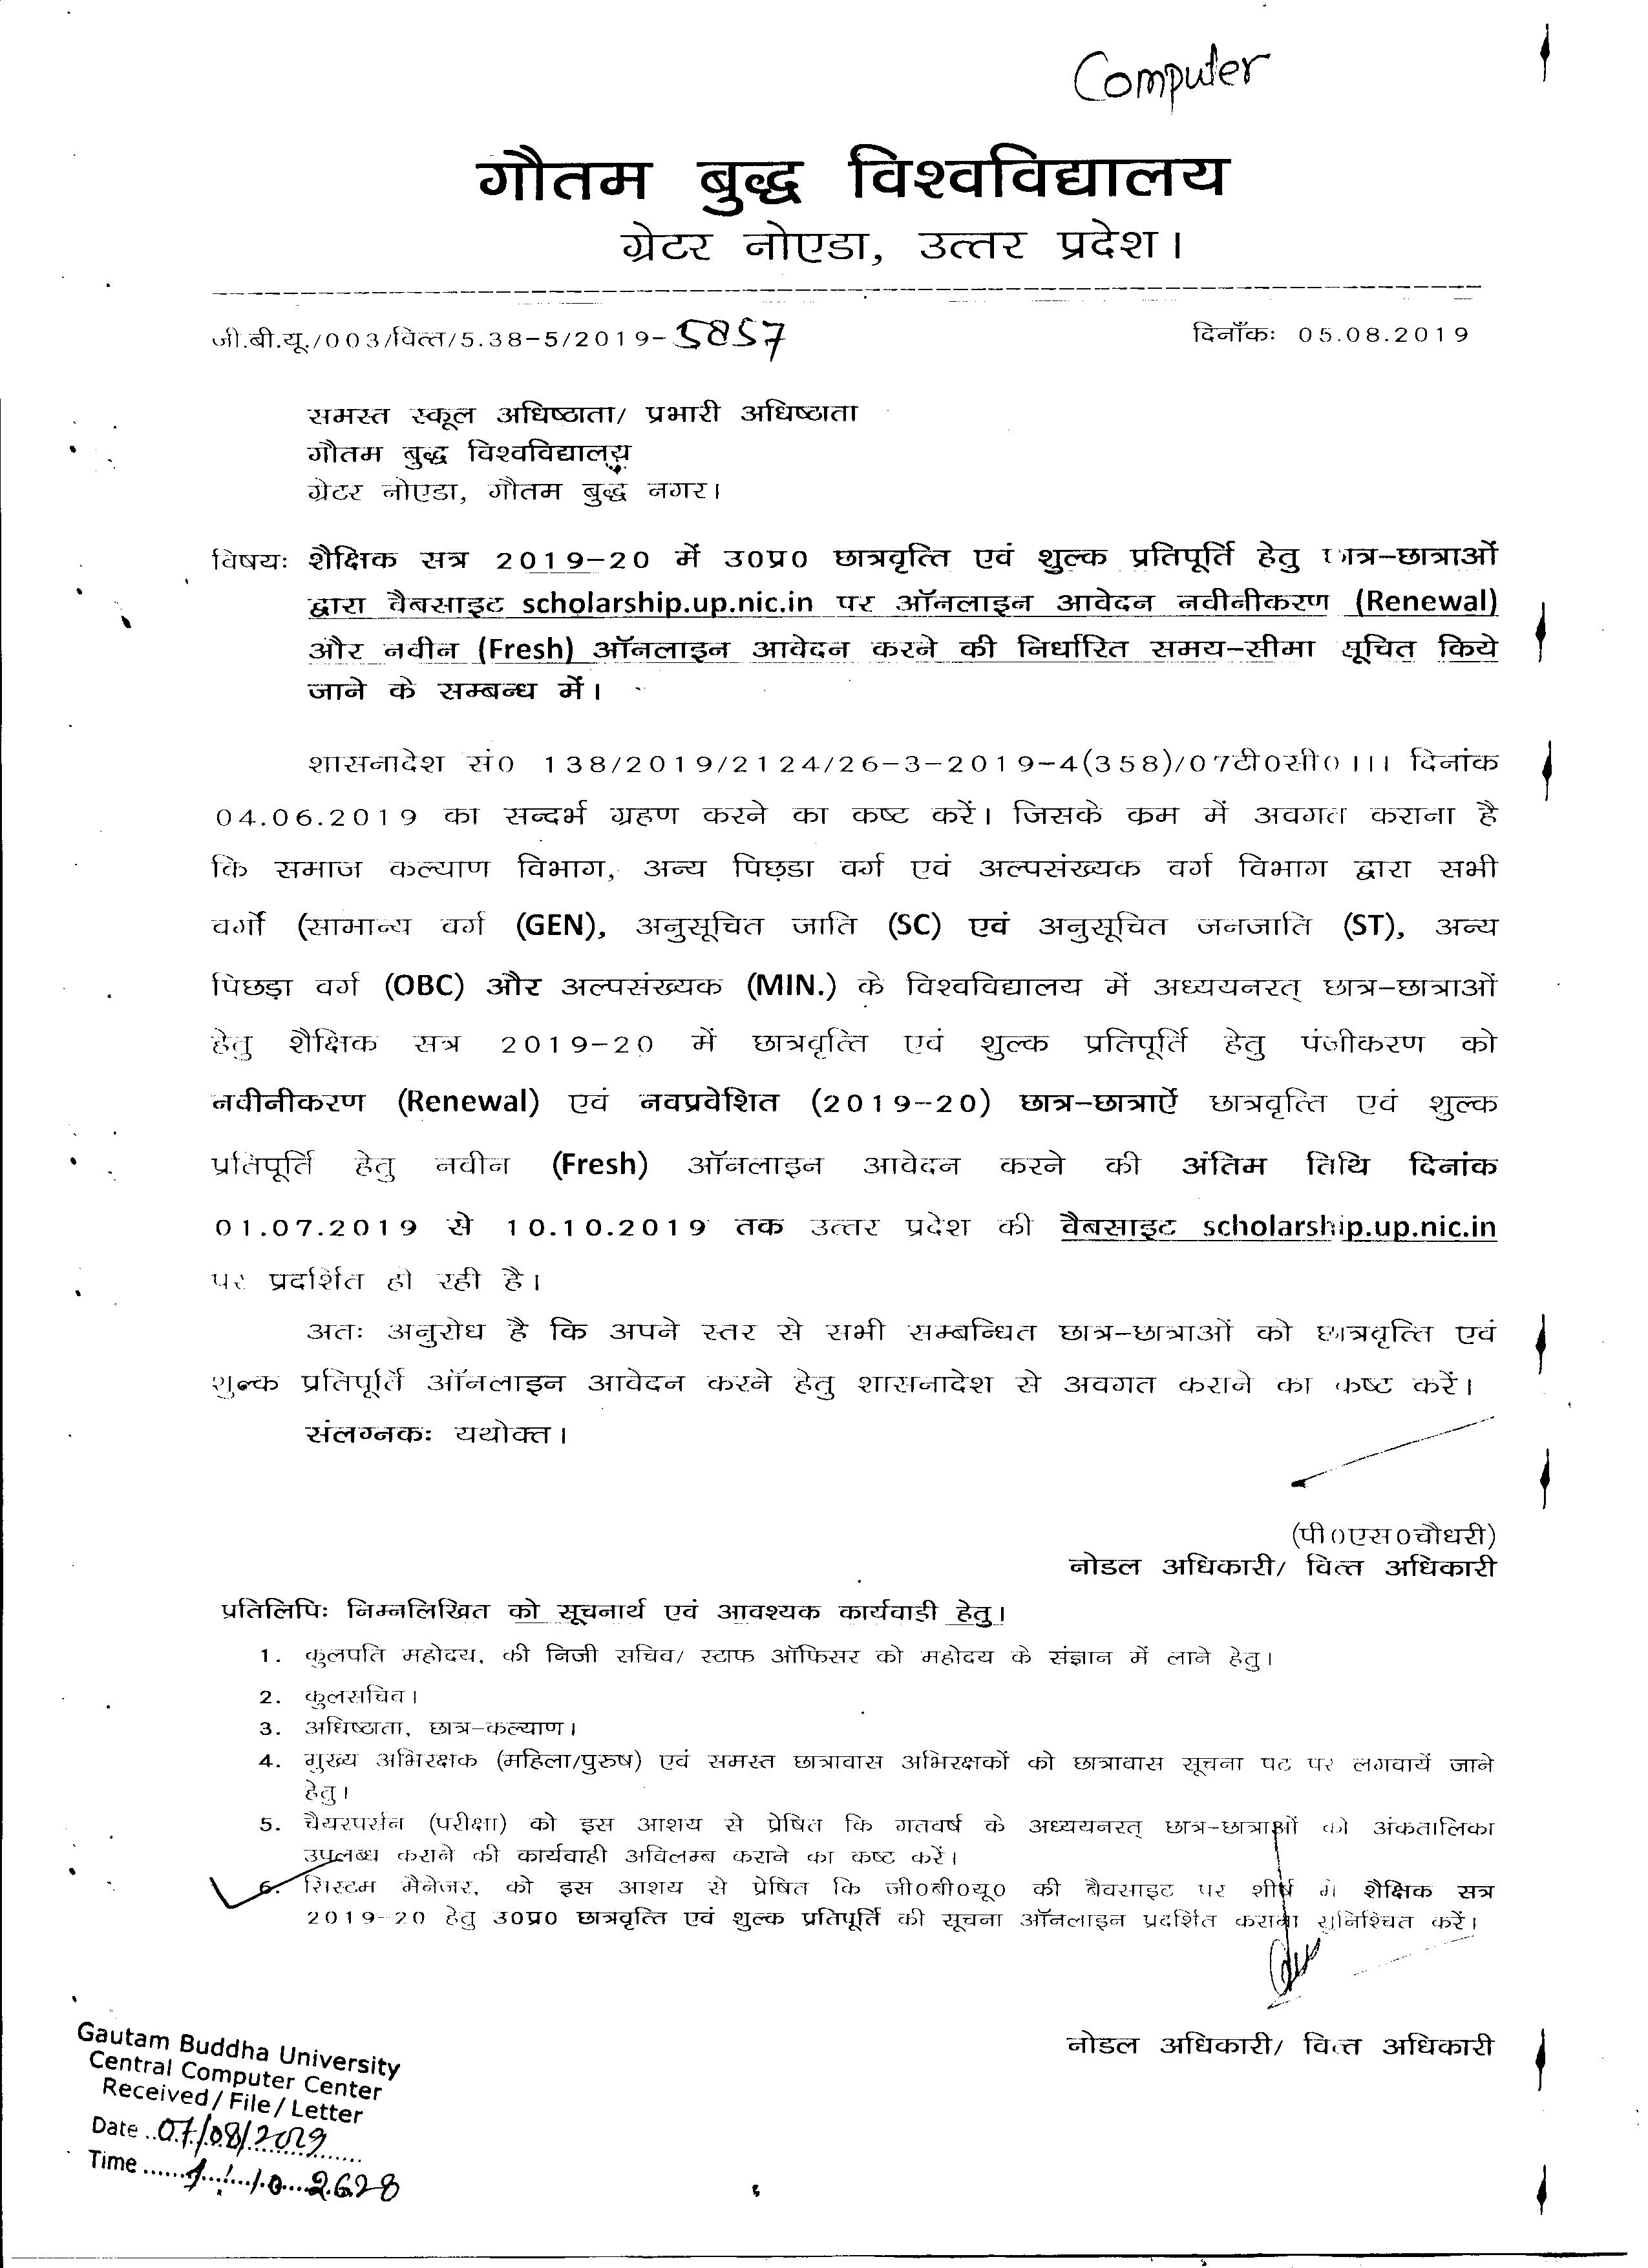 Computer
गौतम बुद्ध विश्वविद्यालय
ग्रेटर नोएडा, उत्तर प्रदेश।
जी.बी.यू./003/वित्त/5.38-5/2019-5857 दिनाँकः 05.08.2019
समस्त स्कूल अधिष्ठाता/ प्रभारी अधिष्ठाता
गौतम बुद्ध विश्वविद्यालय
ग्रेटर नोएडा, गौतम बुद्ध नगर।
विषयः शैक्षिक सत्र 2019-20 में उ0प्र0 छात्रवृत्ति एवं शुल्क प्रतिपूर्ति हेतु छात्र-छात्राओं
द्वारा वैबसाइट scholarship.up.nic.in पर ऑनलाइन आवेदन नवीनीकरण (Renewal)
और नवीन (Fresh) ऑनलाइन आवेदन करने की निर्धारित समय-सीमा सूचित किये
जाने के सम्बन्ध में।
शासनादेश सं0 138/2019/2124/26-3-2019-4(358)/07टी0सी0।।। दिनांक
04.06.2019 का सन्दर्भ ग्रहण करने का कष्ट करें। जिसके कम में अवगत कराना है
कि समाज कल्याण विभाग, अन्य पिछडा वर्ग एवं अल्पसंख्यक वर्ग विभाग द्वारा सभी
वर्गों (सामान्य वर्ग (GEN), अनुसूचित जाति (SC) एवं अनुसूचित जनजाति (ST), अन्य
पिछड़ा वर्ग (OBC) और अल्पसंख्यक (MIN.) के विश्वविद्यालय में अध्ययनरत् छात्र-छात्राओं
हेतु शैक्षिक सत्र 2019-20 में छात्रवृत्ति एवं शुल्क प्रतिपूर्ति हेतु पंजीकरण को
नवीनीकरण (Renewal) एवं नवप्रवेशित (2019-20) छात्र-छात्राऐं छात्रवृत्ति एवं शुल्क
प्रतिपूर्ति हेतु नवीन (Fresh) ऑनलाइन आवेदन करने की अंतिम तिथि दिनांक
01.07.2019 से 10.10.2019 तक उत्तर प्रदेश की वैबसाइट scholarship.up.nic.in
पर प्रदर्शित हो रही है।
अतः अनुरोध है कि अपने स्तर से सभी सम्बन्धित छात्र-छात्राओं को छात्रवृत्ति एवं
शुल्क प्रतिपूर्ति ऑनलाइन आवेदन करने हेतु शासनादेश से अवगत कराने का कष्ट करें।
संलग्नकः यथोक्त।
(पी0एस0चौधरी)
नोडल अधिकारी/ वित्त अधिकारी
प्रतिलिपिः निम्नलिखित को सूचनार्थ एवं आवश्यक कार्यवाही हेतु।
1. कुलपति महोदय, की निजी सचिव/ स्टाफ ऑफिसर को महोदय के संज्ञान में लाने हेतु।
2. कुलसचिव।
3. अधिष्ठाता, छात्र-कल्याण।
4. मुख्य अभिरक्षक (महिला/पुरुष) एवं समस्त छात्रावास अभिरक्षकों को छात्रावास सूचना पट पर लगवायें जाने
हेतु।
5. चैयरपर्सन (परीक्षा) को इस आशय से प्रेषित कि गतवर्ष के अध्ययनरत् छात्र-छात्राओं को अंकतालिका
उपलब्ध कराने की कार्यवाही अविलम्ब कराने का कष्ट करें।
6. सिस्टम मैनेजर, को इस आशय से प्रेषित कि जी0बी0यू0 की वैवसाइट पर शीर्ष में शैक्षिक सत्र
2019-20 हेतु उ0प्र0 छात्रवृत्ति एवं शुल्क प्रतिपूर्ति की सूचना ऑनलाइन प्रदर्शित कराना सुनिश्चित करें।
नोडल अधिकारी/ वित्त अधिकारी
Gautam Buddha University
Central Computer Center
Received/File/Letter
Date 07/08/2019
Time 2628